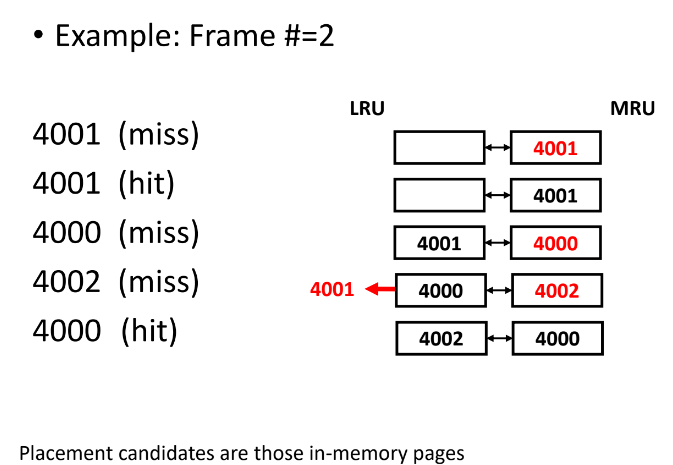 • Example: Frame #=2
LRU MRU
4001 (miss) 4001
4001 (hit) 4001
4000 (miss) 4001 4000
4002 (miss) 4001 4000 4002
4000 (hit) 4002 4000
Placement candidates are those in-memory pages